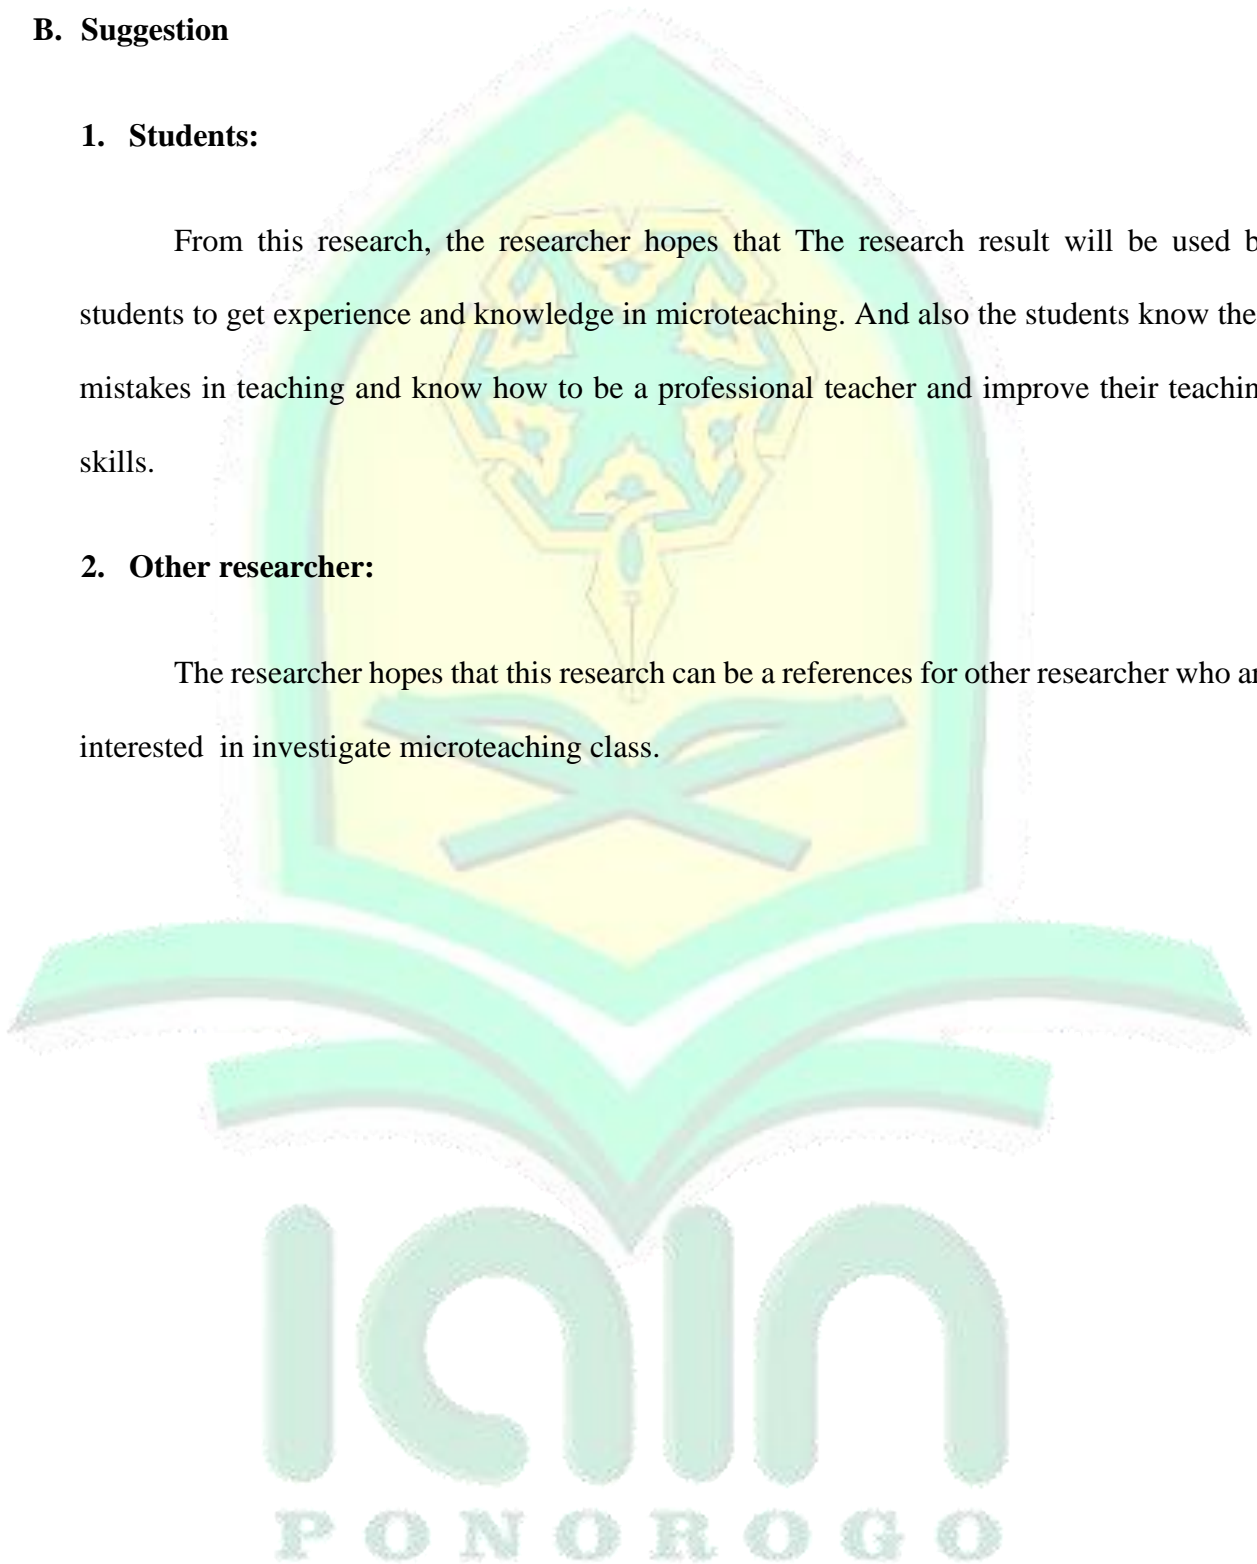 B. Suggestion
1. Students:
From this research, the researcher hopes that The research result will be used b
students to get experience and knowledge in microteaching. And also the students know the
mistakes in teaching and know how to be a professional teacher and improve their teachin
skills.
2. Other researcher:
The researcher hopes that this research can be a references for other researcher who ar
interested in investigate microteaching class.
iain
PONOROGO